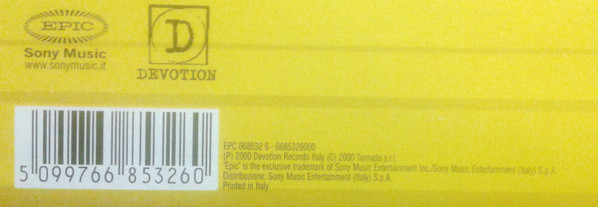 EPIC
Sony Music
www.sonymusic.it
D
DEVOTION
5 099766 853260
EPC 668532 6 - 6685326000
(P) 2000 Devotion Records Italy (C) 2000 Tornada s.r.l.
"Epic" is the exclusive trademark of Sony Music Entertainment Inc./Sony Music Entertainment (Italy) S.p.A.
Distribuzione: Sony Music Entertainment (Italy) S.p.A.
Printed in Italy